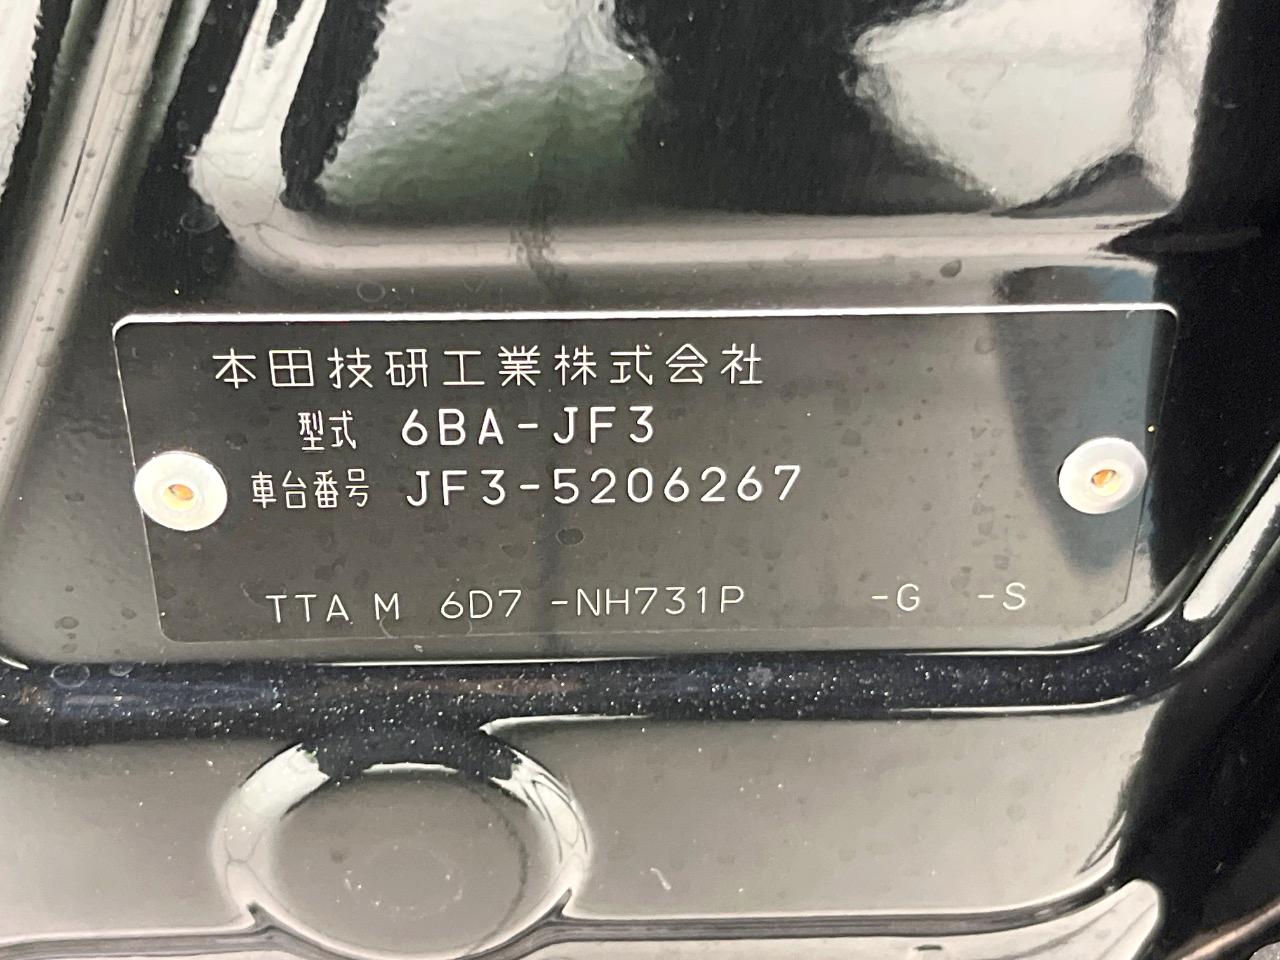 本田技研工業株式会社
型式 6BA-JF3
車台番号 JF3-5206267
TTA M 6D7 -NH731P -G -S